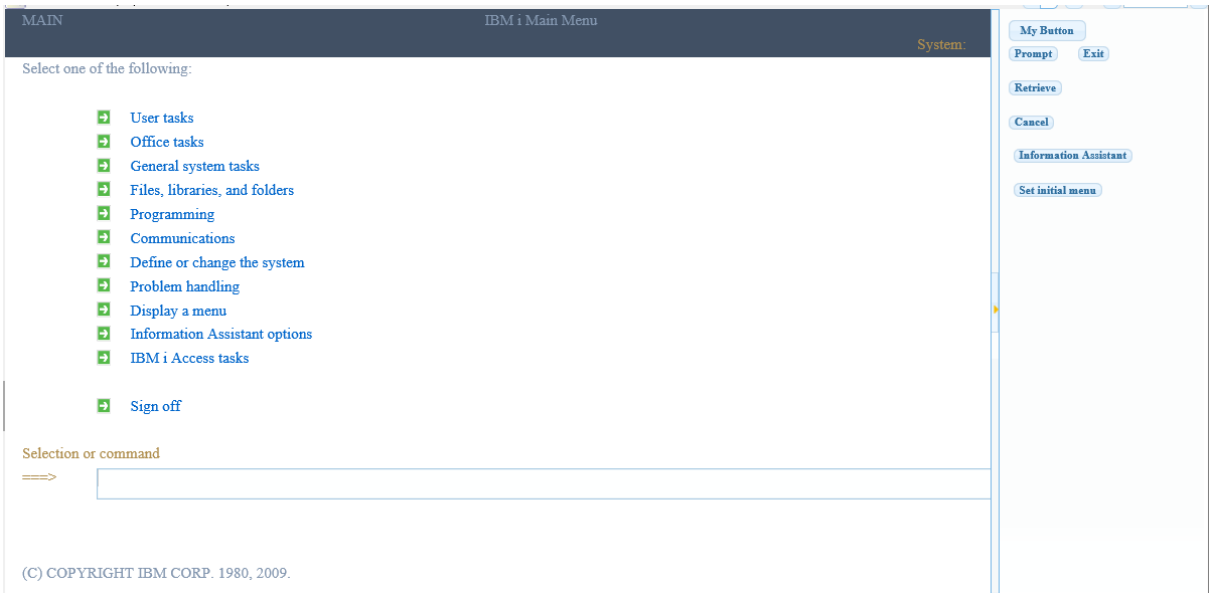 MAIN
IBM i Main Menu
System:
Select one of the following:
User tasks
Office tasks
General system tasks
Files, libraries, and folders
Programming
Communications
Define or change the system
Problem handling
Display a menu
Information Assistant options
IBM i Access tasks
Sign off
Selection or command
===>
(C) COPYRIGHT IBM CORP. 1980, 2009.
My Button
Prompt Exit
Retrieve
Cancel
Information Assistant
Set initial menu